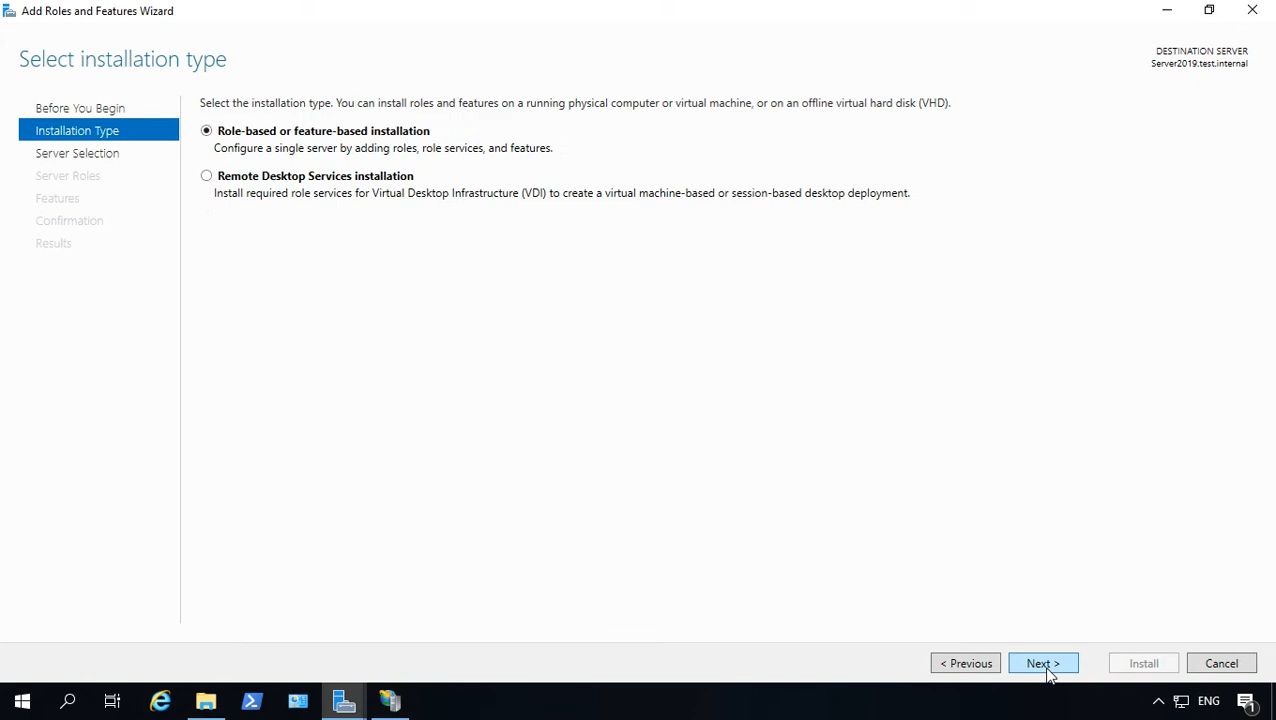 Add Roles and Features Wizard
Select installation type
DESTINATION SERVER
Server2019.test.internal
Before You Begin
Installation Type
Server Selection
Server Roles
Features
Confirmation
Results
Select the installation type. You can install roles and features on a running physical computer or virtual machine, or on an offline virtual hard disk (VHD).
Role-based or feature-based installation
Configure a single server by adding roles, role services, and features.
Remote Desktop Services installation
Install required role services for Virtual Desktop Infrastructure (VDI) to create a virtual machine-based or session-based desktop deployment.
< Previous
Next >
Install
Cancel
ENG
1